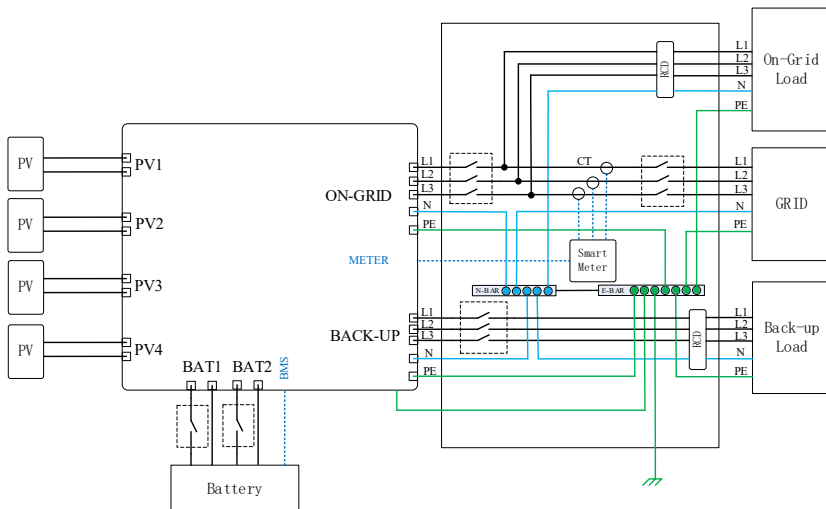 L1
L2
L3
N
PE
RCD
On-Grid
Load
PV
PV1
PV
PV2
PV
PV3
PV
PV4
ON-GRID
L1
L2
L3
N
PE
METER
CT
Smart
Meter
L1
L2
L3
N
PE
GRID
N-BAR
E-BAR
BACK-UP
L1
L2
L3
N
PE
RCD
L1
L2
L3
N
PE
Back-up
Load
BAT1
BAT2
BMS
Battery